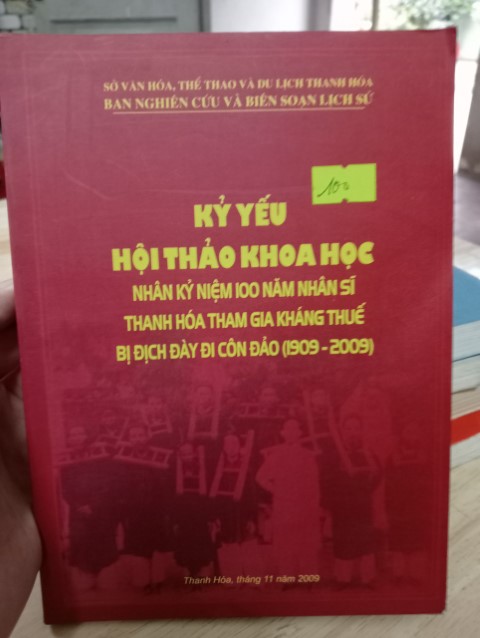 SỞ VĂN HÓA, THỂ THAO VÀ DU LỊCH THANH HÓA
BAN NGHIÊN CỨU VÀ BIÊN SOẠN LỊCH SỬ
100
KỶ YẾU
HỘI THẢO KHOA HỌC
NHÂN KỶ NIỆM 100 NĂM NHÂN SĨ
THANH HÓA THAM GIA KHÁNG THUẾ
BỊ ĐỊCH ĐÀY ĐI CÔN ĐẢO (1909 - 2009)
Thanh Hóa, tháng 11 năm 2009